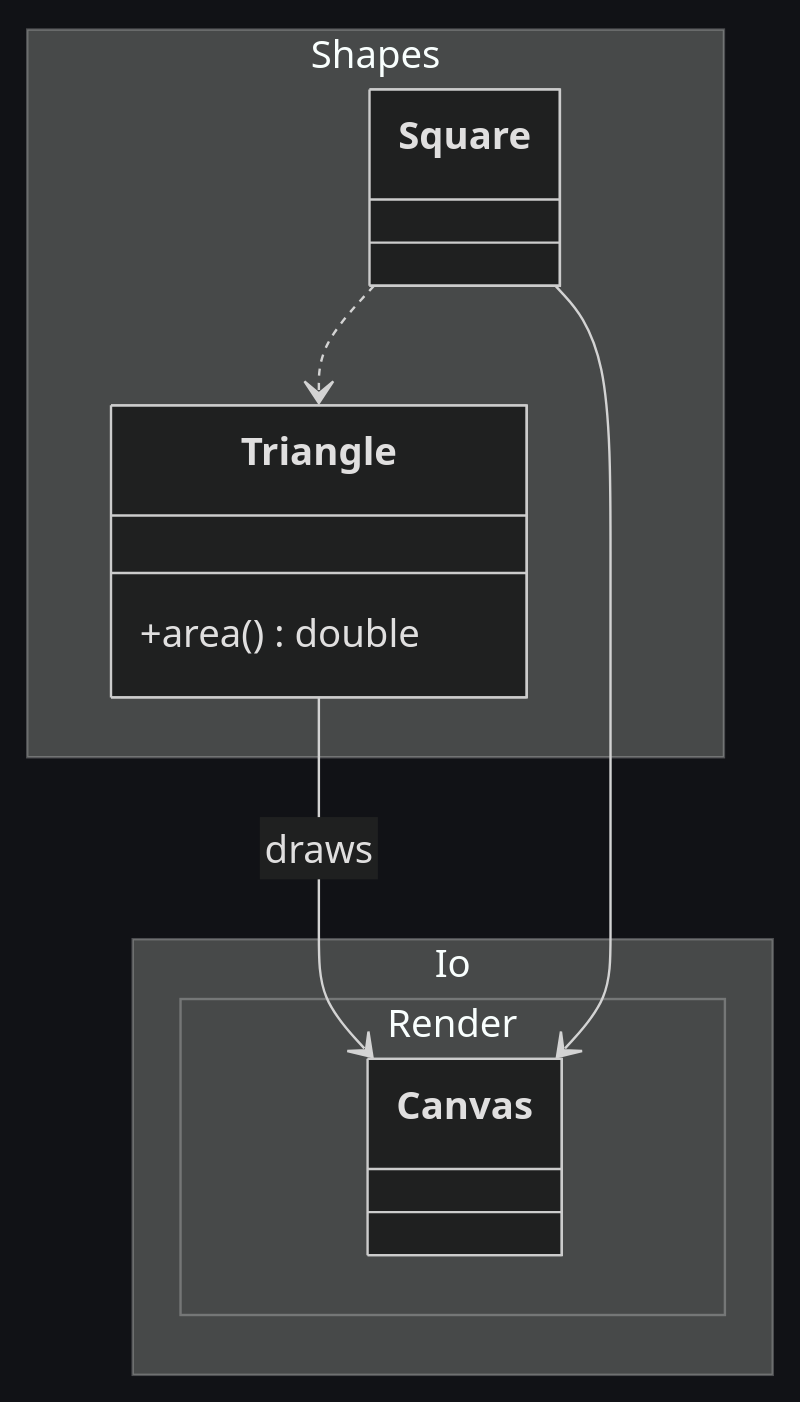 Shapes
Square
Triangle
+area() : double
draws
Io
Render
Canvas